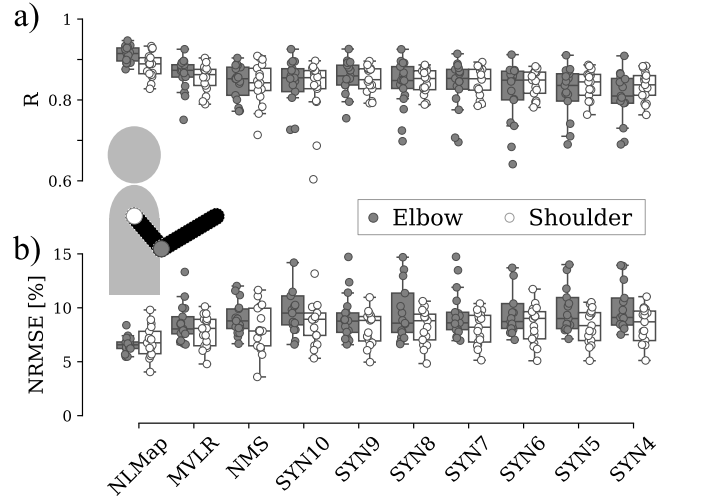 a)
1
0.8
0.6
R
Elbow
Shoulder
b)
15
10
5
0
NRMSE [%]
NLMap
MVLR
NMS
SYN10
SYN9
SYN8
SYN7
SYN6
SYN5
SYN4